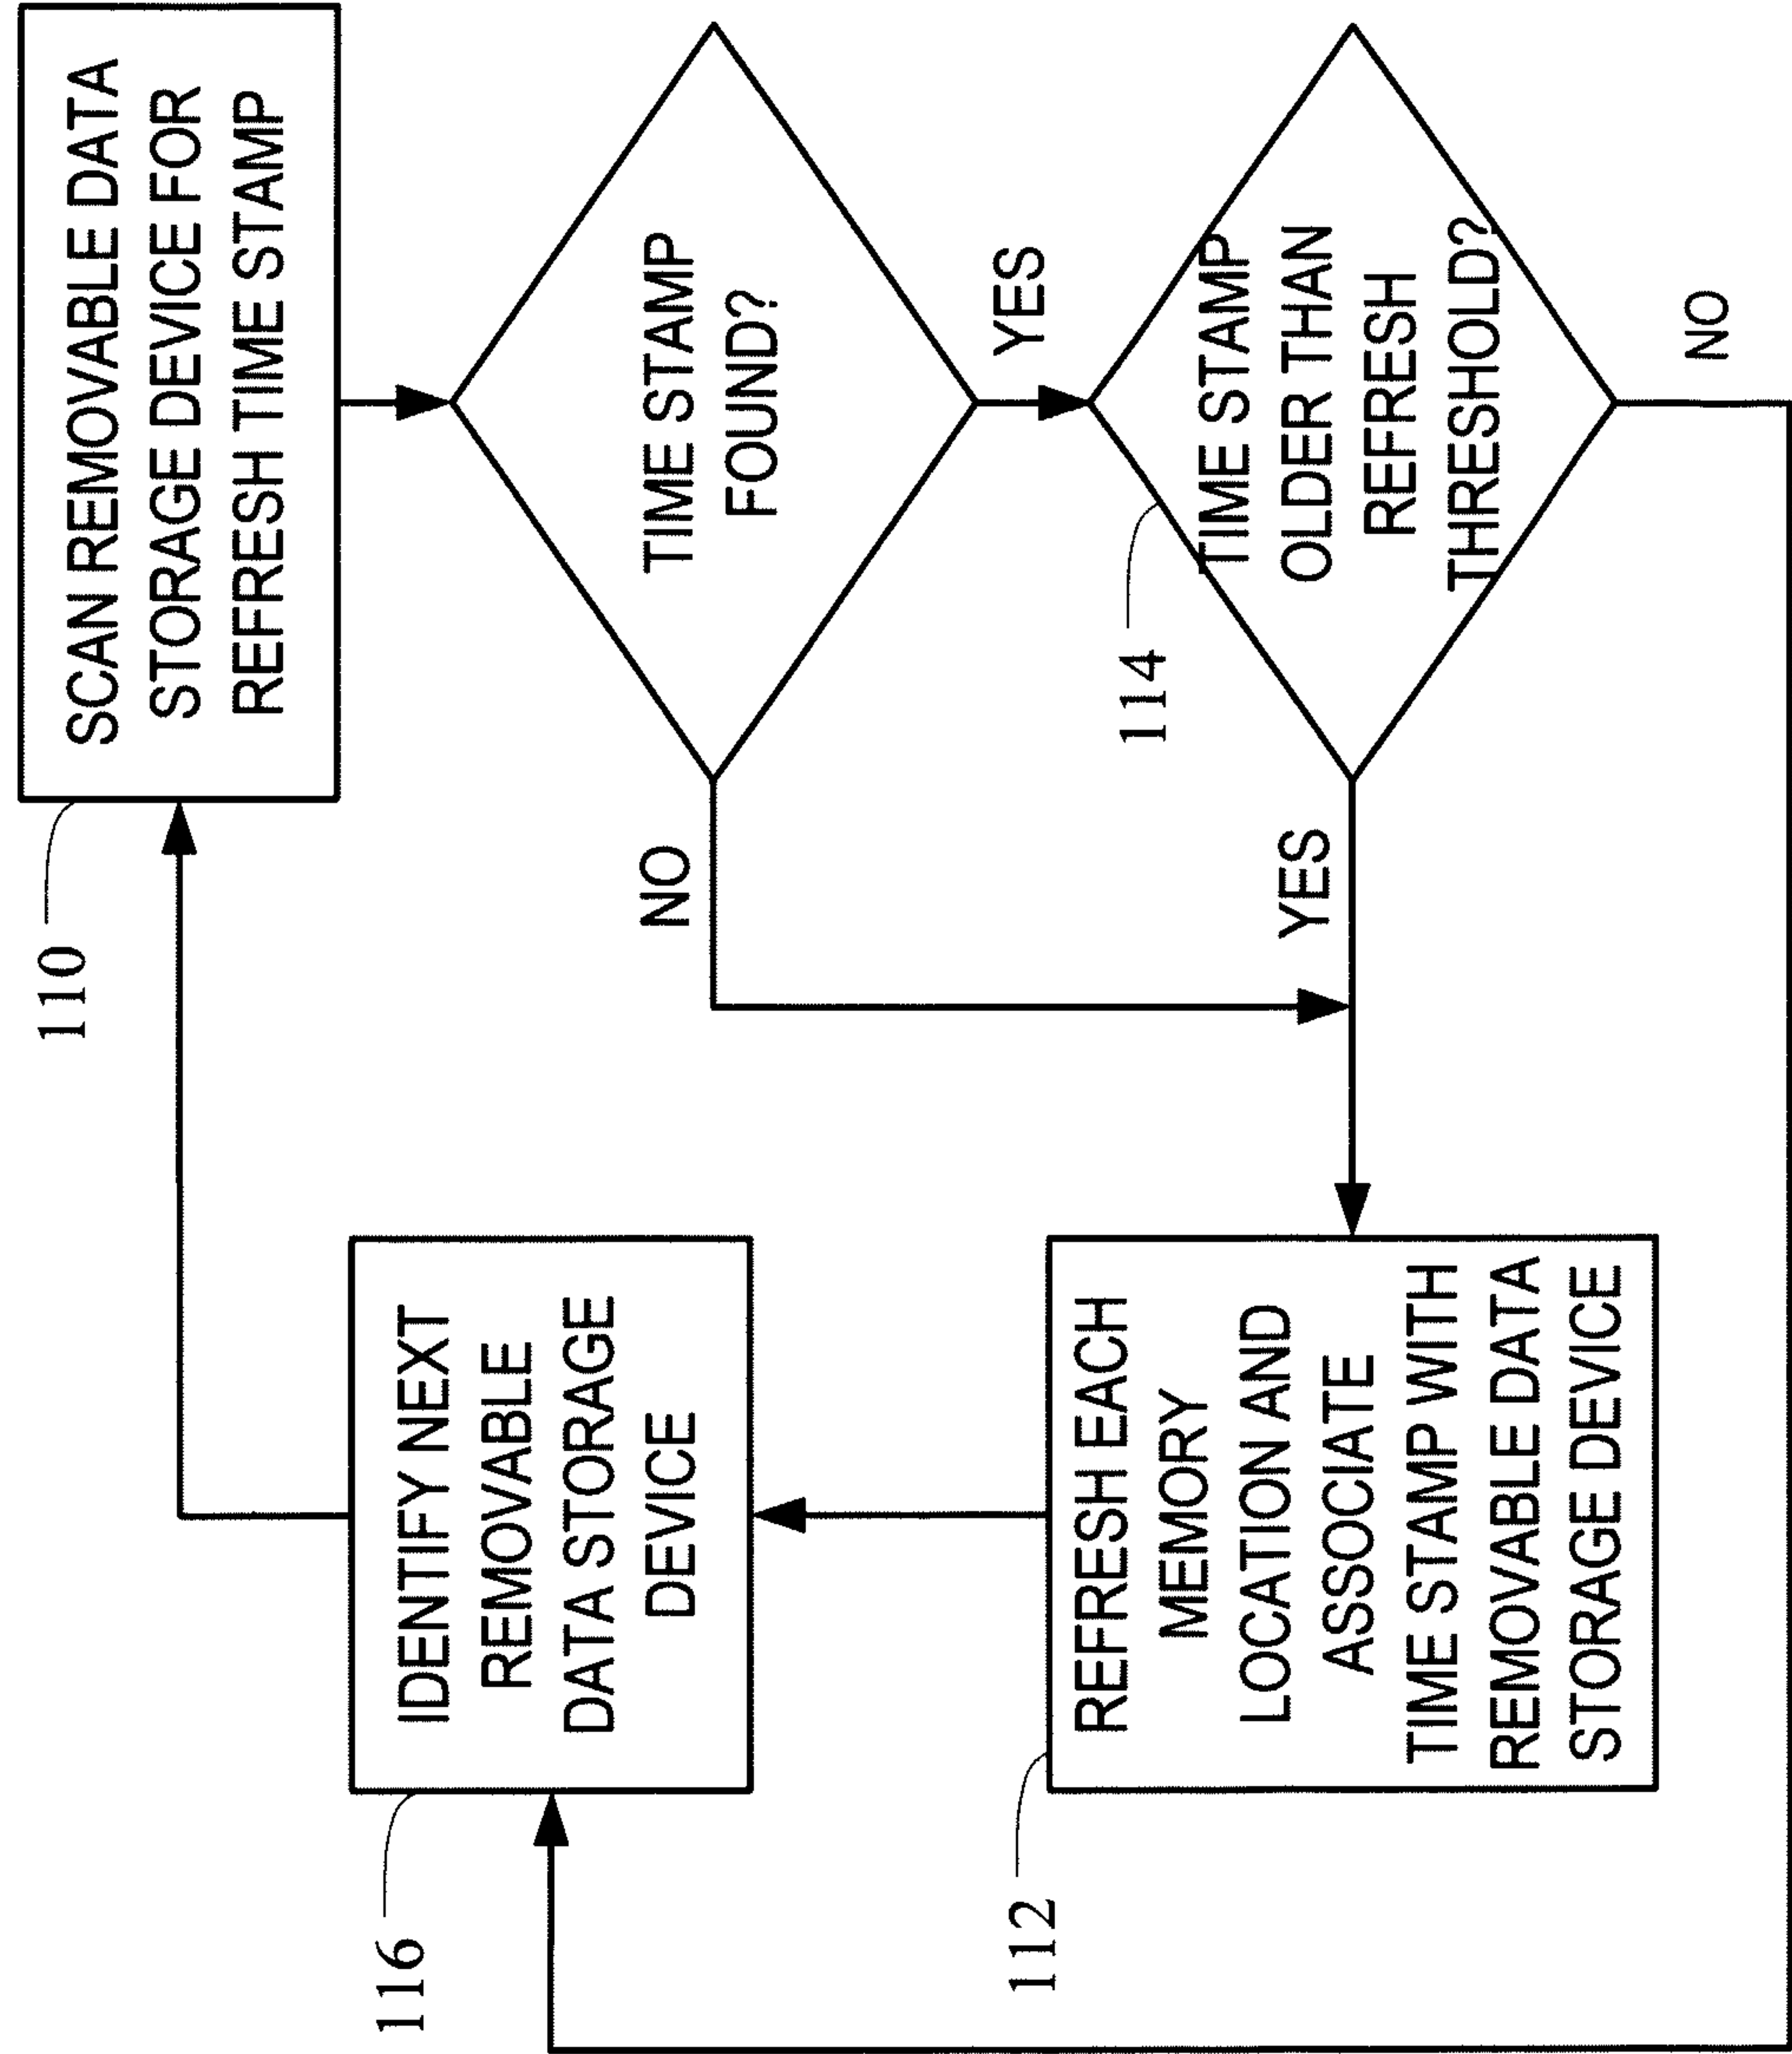 110
SCAN REMOVABLE DATA
STORAGE DEVICE FOR
REFRESH TIME STAMP
TIME STAMP
FOUND?
NO
YES
114
TIME STAMP
OLDER THAN
REFRESH
THRESHOLD?
YES
NO
116
IDENTIFY NEXT
REMOVABLE
DATA STORAGE
DEVICE
112
REFRESH EACH
MEMORY
LOCATION AND
ASSOCIATE
TIME STAMP WITH
REMOVABLE DATA
STORAGE DEVICE